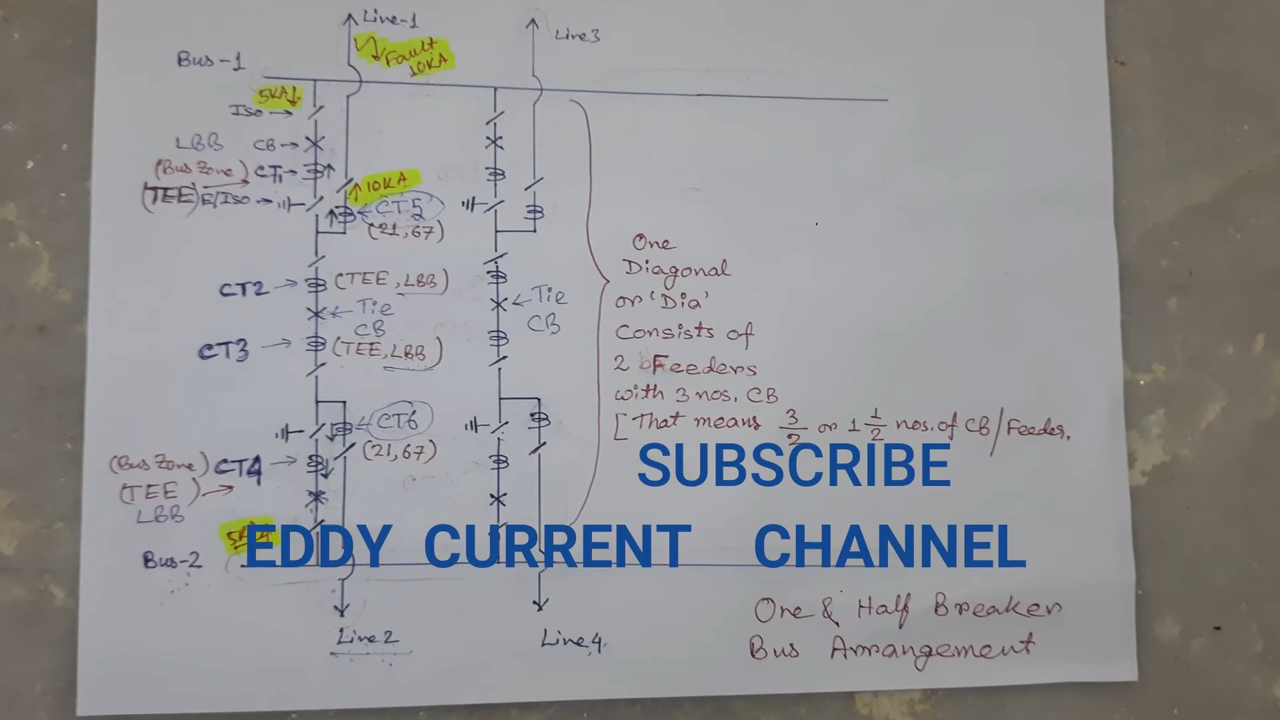 Line-1
Fault
10KA
Line3
Bus-1
5KA
Iso
LBB CB
(Bus Zone) CT1
(TEE) E/Iso
10KA
CT5
(21,67)
CT2 (TEE, LBB)
Tie
CB
CT3 (TEE, LBB)
Tie
CB
CT6
(21,67)
(Bus Zone) CT4
(TEE)
LBB
Bus-2
Line2
Line4
One
Diagonal
or 'Dia'
Consists of
2 Feeders
with 3 nos. CB
[That means 3/2 or 1 1/2 nos. of CB/Feeder.
SUBSCRIBE
EDDY CURRENT CHANNEL
One & Half Breaker
Bus Arrangement